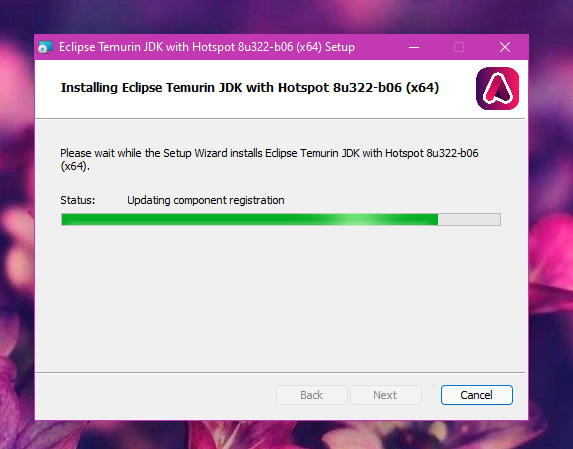 Eclipse Temurin JDK with Hotspot 8u322-b06 (x64) Setup
Installing Eclipse Temurin JDK with Hotspot 8u322-b06 (x64)
Please wait while the Setup Wizard installs Eclipse Temurin JDK with Hotspot 8u322-b06
(x64).
Status: Updating component registration
Back Next Cancel